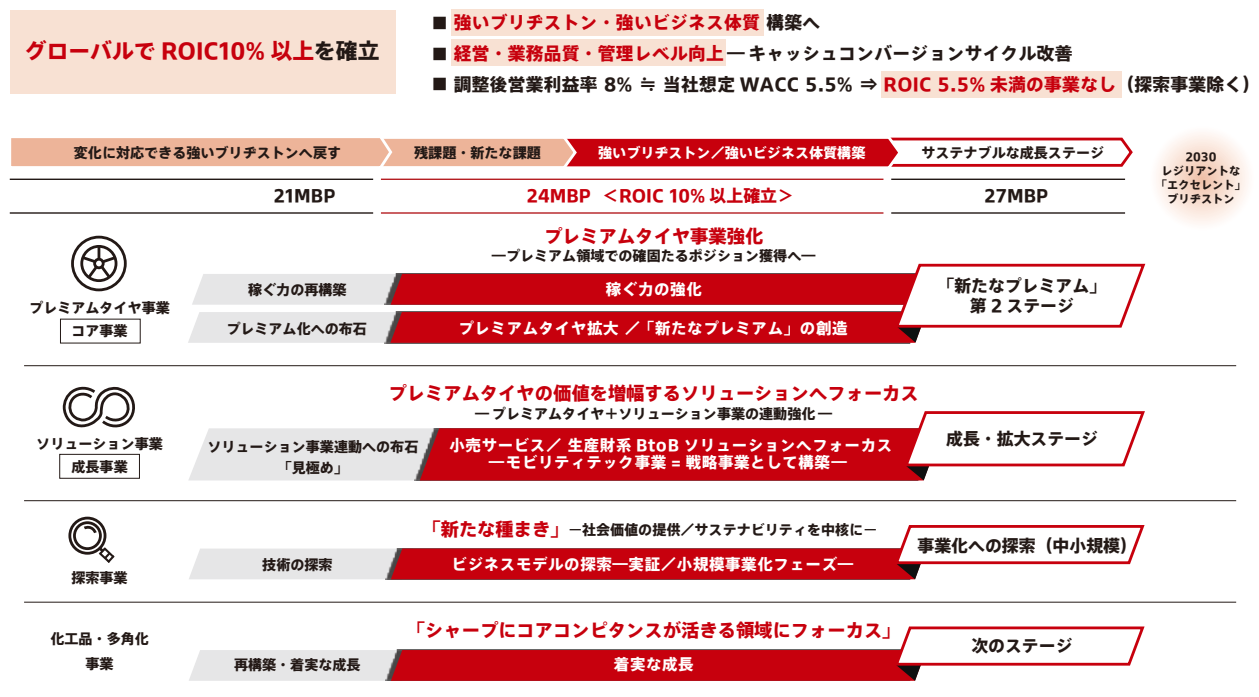 グローバルで ROIC10% 以上を確立
■ 強いブリヂストン・強いビジネス体質 構築へ
■ 経営・業務品質・管理レベル向上 ― キャッシュコンバージョンサイクル改善
■ 調整後営業利益率 8% ≒ 当社想定 WACC 5.5% ⇒ ROIC 5.5% 未満の事業なし (探索事業除く)
変化に対応できる強いブリヂストンへ戻す
残課題・新たな課題
強いブリヂストン／強いビジネス体質構築
サステナブルな成長ステージ
2030
レジリアントな
「エクセレント」
ブリヂストン
21MBP
24MBP ＜ROIC 10% 以上確立＞
27MBP
プレミアムタイヤ事業
コア事業
プレミアムタイヤ事業強化
―プレミアム領域での確固たるポジション獲得へ―
稼ぐ力の再構築
稼ぐ力の強化
プレミアム化への布石
プレミアムタイヤ拡大 ／「新たなプレミアム」の創造
「新たなプレミアム」
第 2 ステージ
ソリューション事業
成長事業
プレミアムタイヤの価値を増幅するソリューションへフォーカス
― プレミアムタイヤ＋ソリューション事業の連動強化 ―
ソリューション事業連動への布石
「見極め」
小売サービス／ 生産財系 BtoB ソリューションへフォーカス
―モビリティテック事業 = 戦略事業として構築―
成長・拡大ステージ
探索事業
「新たな種まき」 ―社会価値の提供／サステナビリティを中核に―
技術の探索
ビジネスモデルの探索―実証／小規模事業化フェーズ―
事業化への探索（中小規模）
化工品・多角化
事業
「シャープにコアコンピタンスが活きる領域にフォーカス」
再構築・着実な成長
着実な成長
次のステージ